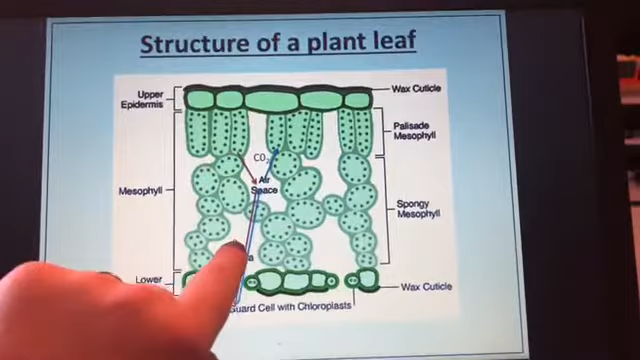 Structure of a plant leaf
Upper
Epidermis
Wax Cuticle
Palisade
Mesophyll
CO2
Air
Space
Mesophyll
Spongy
Mesophyll
a
Lower
Wax Cuticle
Guard Cell with Chloroplasts